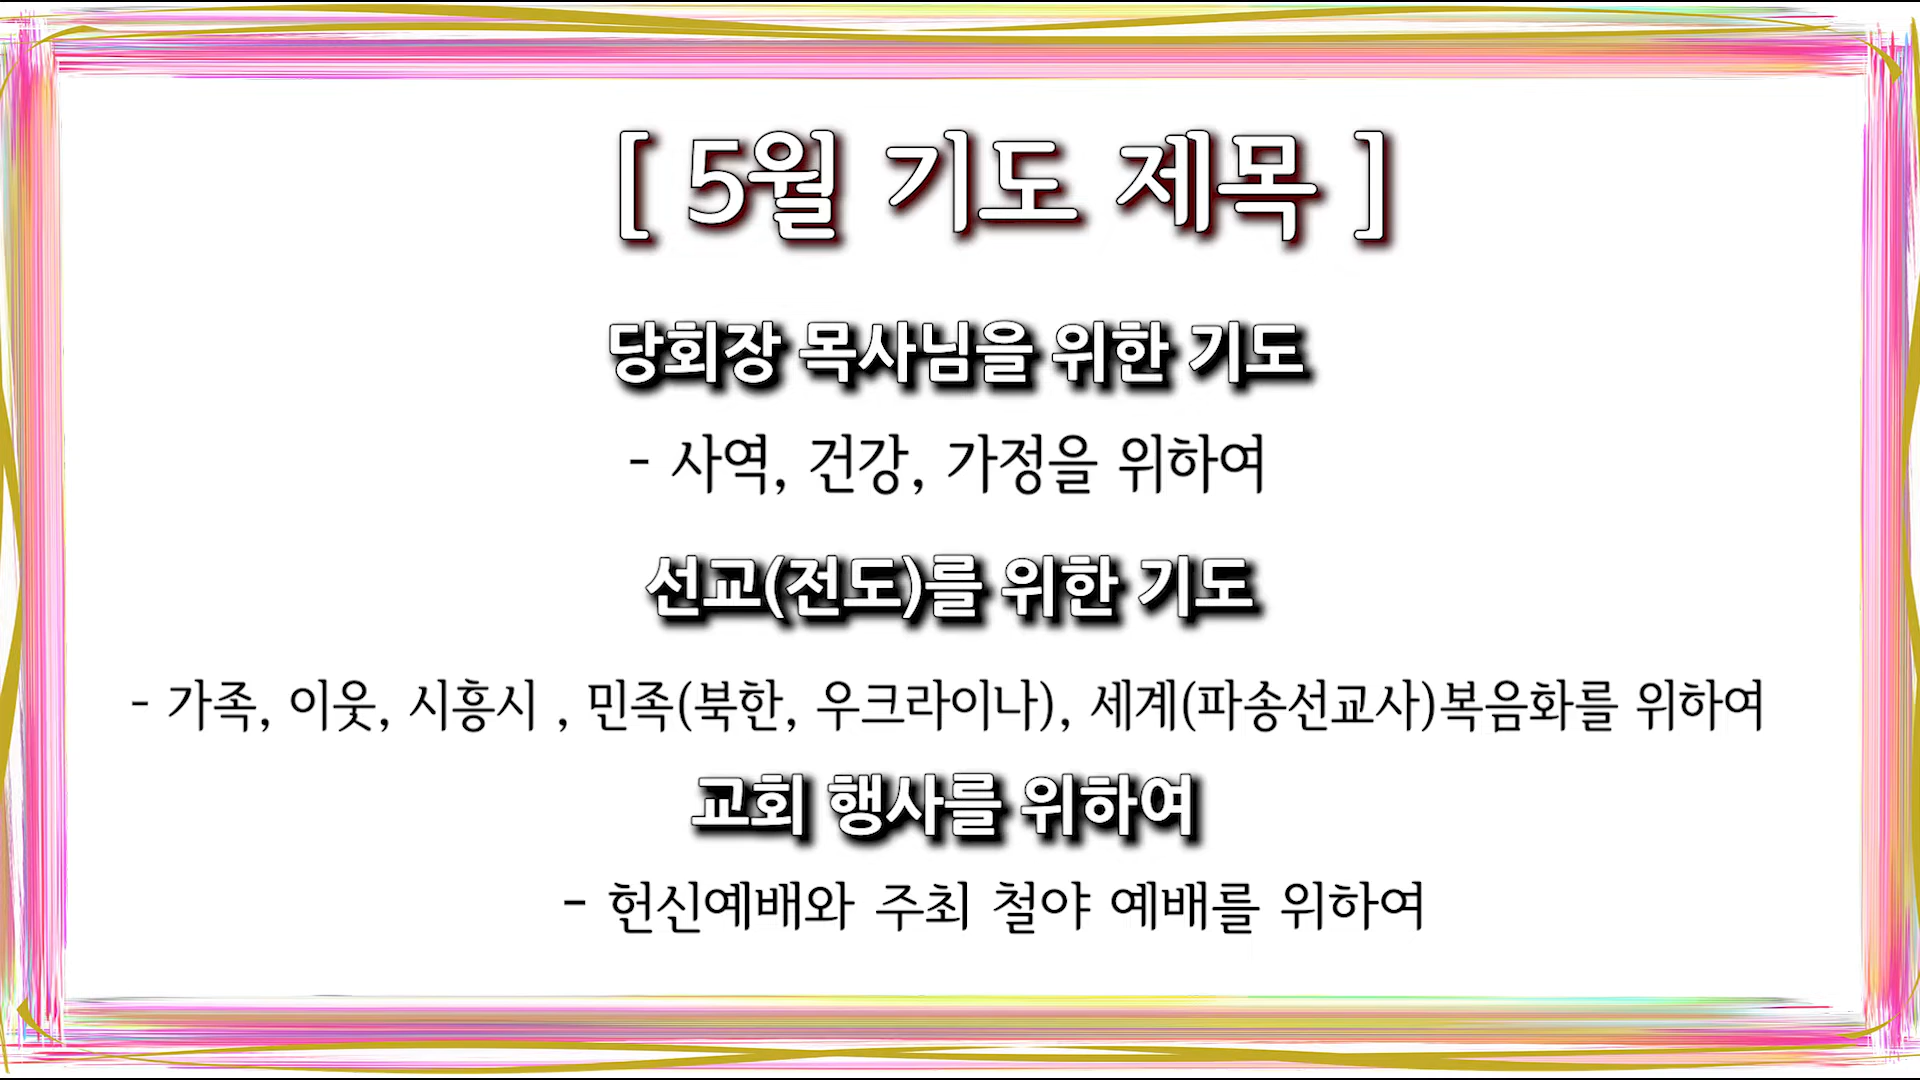 [ 5월 기도 제목 ]
당회장 목사님을 위한 기도
- 사역, 건강, 가정을 위하여
선교(전도)를 위한 기도
- 가족, 이웃, 시흥시 , 민족(북한, 우크라이나), 세계(파송선교사)복음화를 위하여
교회 행사를 위하여
- 헌신예배와 주최 철야 예배를 위하여